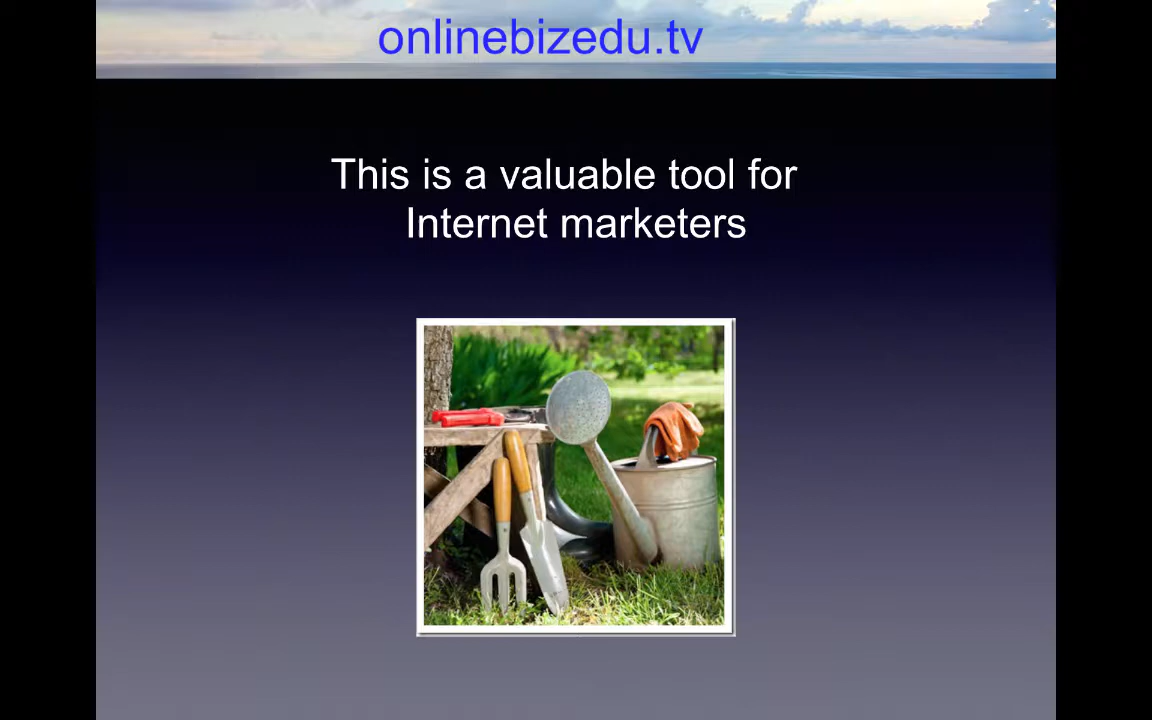 onlinebizedu.tv
This is a valuable tool for
Internet marketers